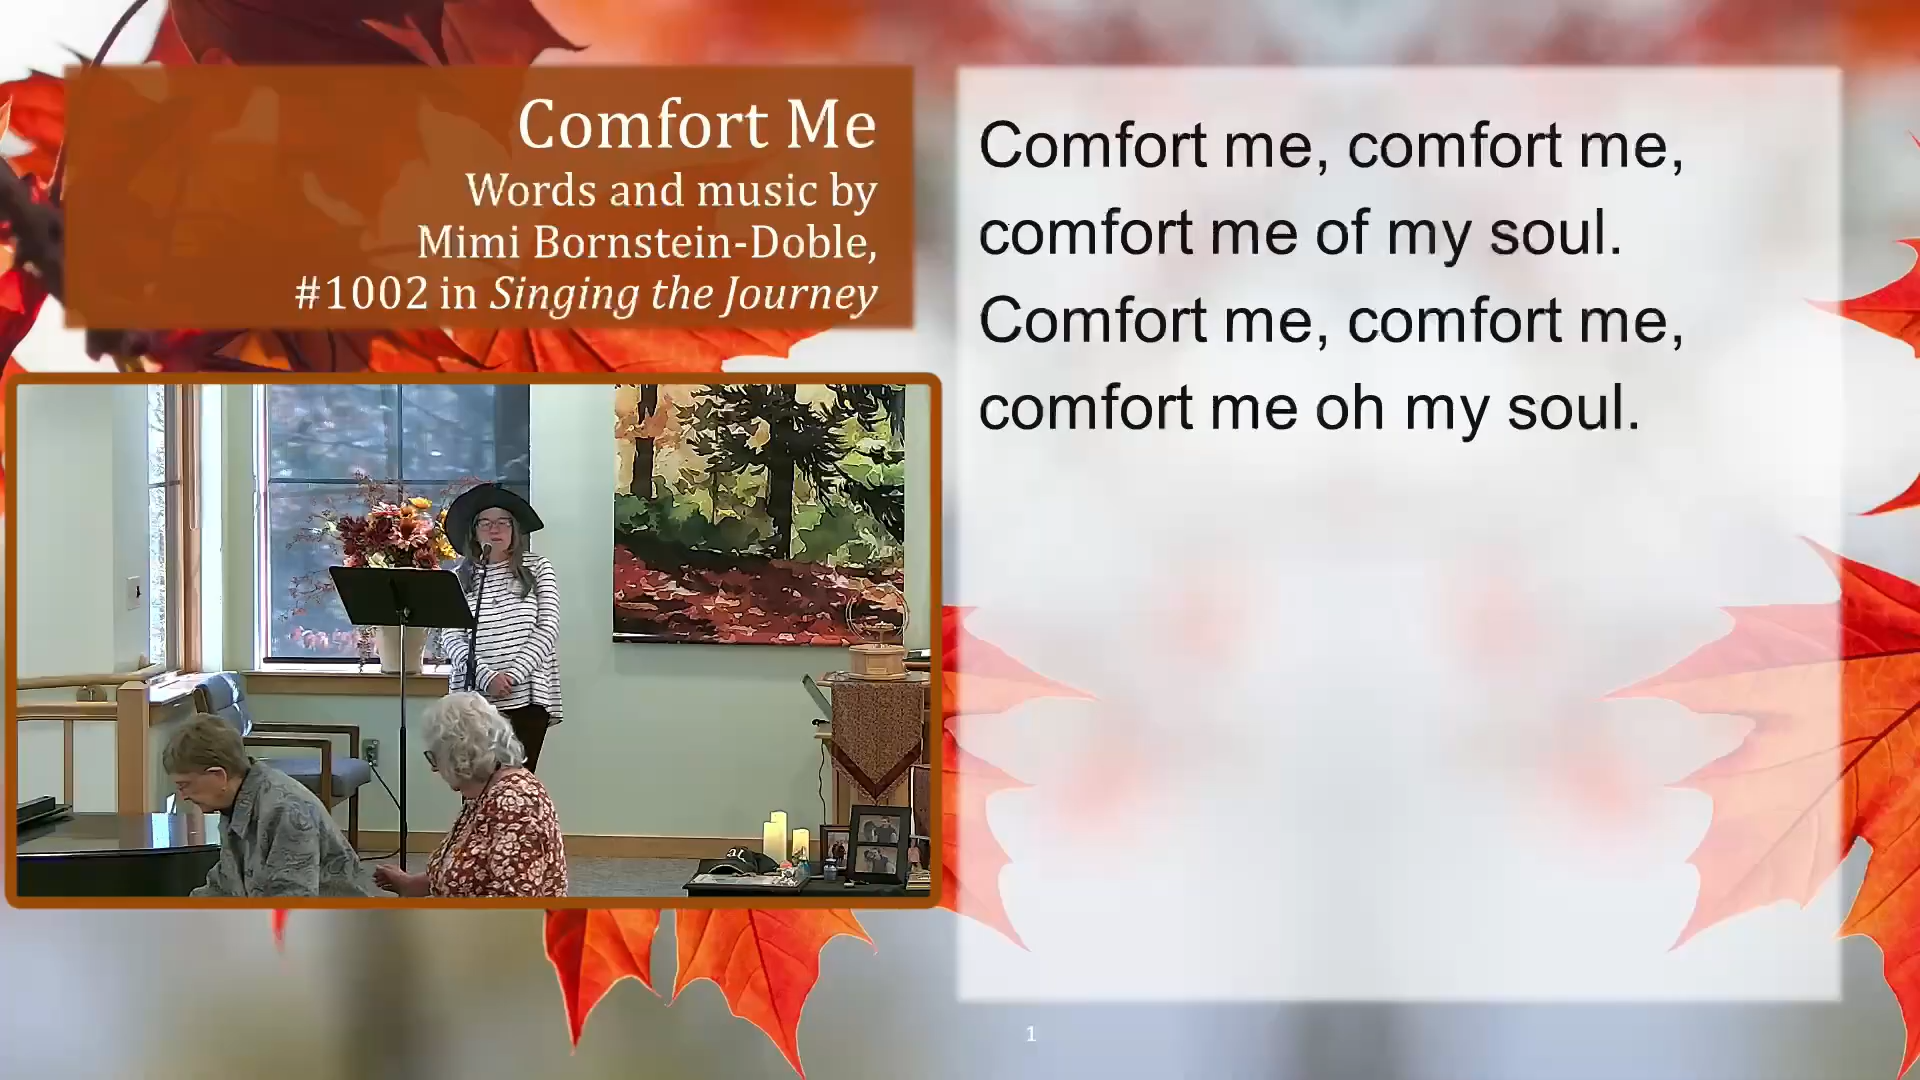 Comfort Me
Words and music by
Mimi Bornstein-Doble,
#1002 in Singing the Journey
Comfort me, comfort me,
comfort me of my soul.
Comfort me, comfort me,
comfort me oh my soul.
1